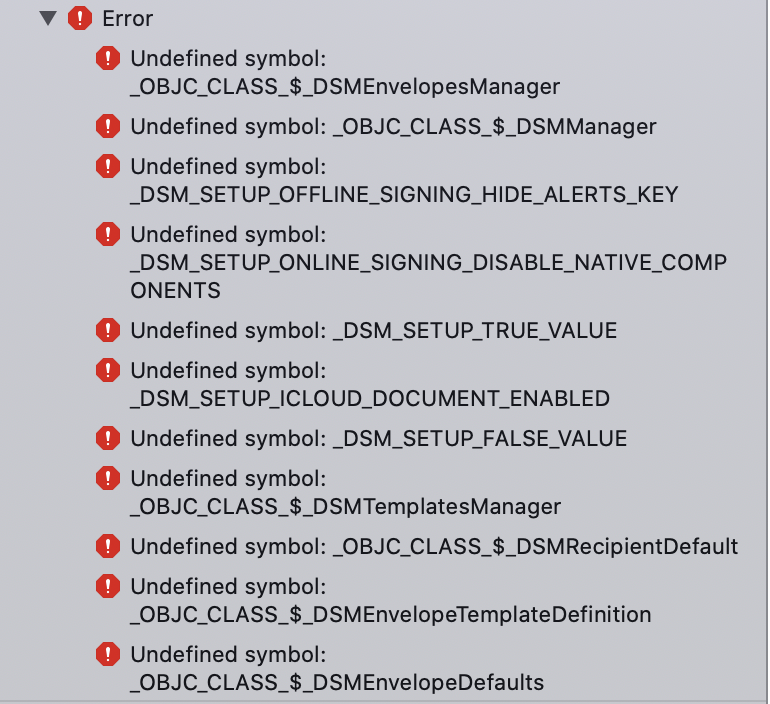 Error
Undefined symbol:
_OBJC_CLASS_$_DSMEnvelopesManager
Undefined symbol: _OBJC_CLASS_$_DSMManager
Undefined symbol:
_DSM_SETUP_OFFLINE_SIGNING_HIDE_ALERTS_KEY
Undefined symbol:
_DSM_SETUP_ONLINE_SIGNING_DISABLE_NATIVE_COMP
ONENTS
Undefined symbol: _DSM_SETUP_TRUE_VALUE
Undefined symbol:
_DSM_SETUP_ICLOUD_DOCUMENT_ENABLED
Undefined symbol: _DSM_SETUP_FALSE_VALUE
Undefined symbol:
_OBJC_CLASS_$_DSMTemplatesManager
Undefined symbol: _OBJC_CLASS_$_DSMRecipientDefault
Undefined symbol:
_OBJC_CLASS_$_DSMEnvelopeTemplateDefinition
Undefined symbol:
_OBJC_CLASS_$_DSMEnvelopeDefaults